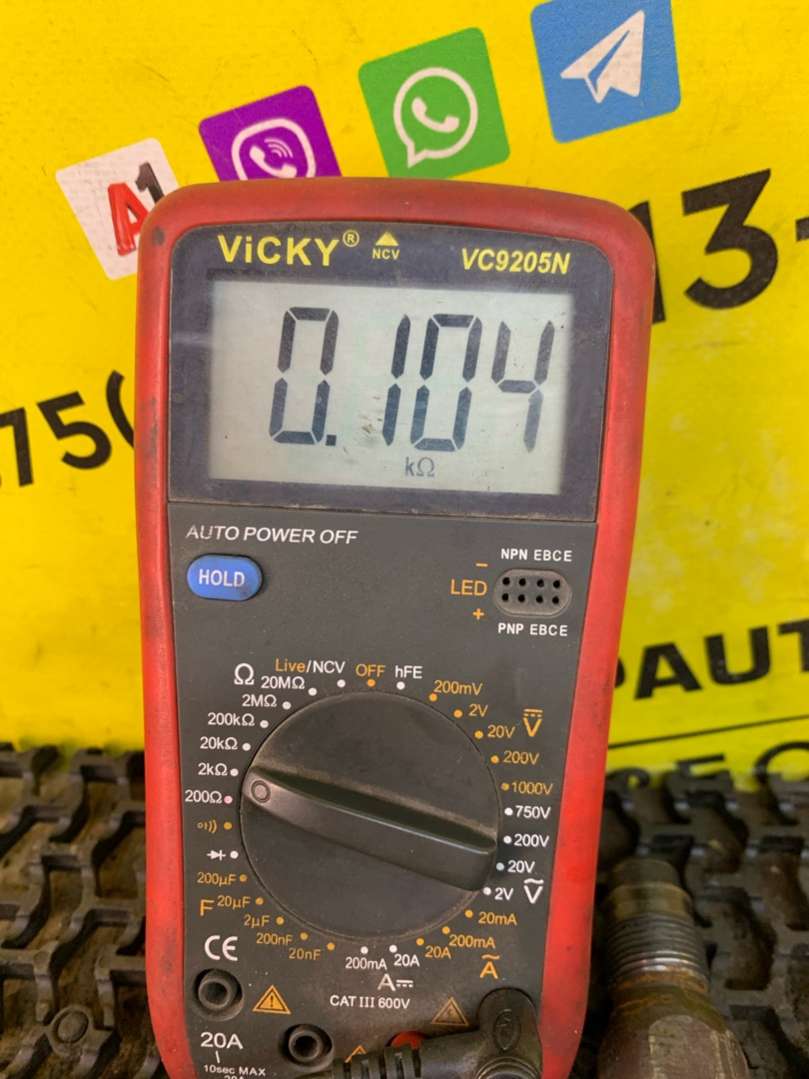 A1
13-
750
ViCKY® NCV VC9205N
0.104
kΩ
AUTO POWER OFF
HOLD
NPN EBCE
− LED +
PNP EBCE
Ω
Live/NCV
OFF
hFE
20MΩ
2MΩ
200kΩ
20kΩ
2kΩ
200Ω
200mV
2V
20V
V
200V
1000V
750V
200V
20V
2V
V
200µF
20µF
F
2µF
200nF
20nF
200mA
20A
A
20A
200mA
20mA
A
CE
CAT III 600V
20A
10sec MAX
PAUT